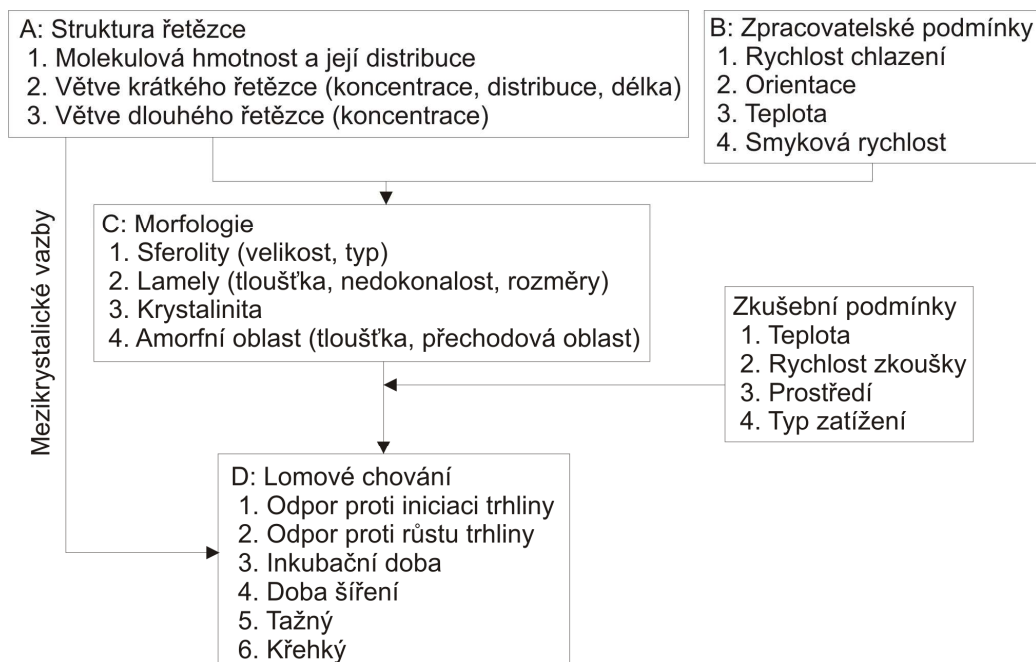 A: Struktura řetězce
1. Molekulová hmotnost a její distribuce
2. Větve krátkého řetězce (koncentrace, distribuce, délka)
3. Větve dlouhého řetězce (koncentrace)
B: Zpracovatelské podmínky
1. Rychlost chlazení
2. Orientace
3. Teplota
4. Smyková rychlost
Mezikrystalické vazby
C: Morfologie
1. Sferolity (velikost, typ)
2. Lamely (tloušťka, nedokonalost, rozměry)
3. Krystalinita
4. Amorfní oblast (tloušťka, přechodová oblast)
Zkušební podmínky
1. Teplota
2. Rychlost zkoušky
3. Prostředí
4. Typ zatížení
D: Lomové chování
1. Odpor proti iniciaci trhliny
2. Odpor proti růstu trhliny
3. Inkubační doba
4. Doba šíření
5. Tažný
6. Křehký